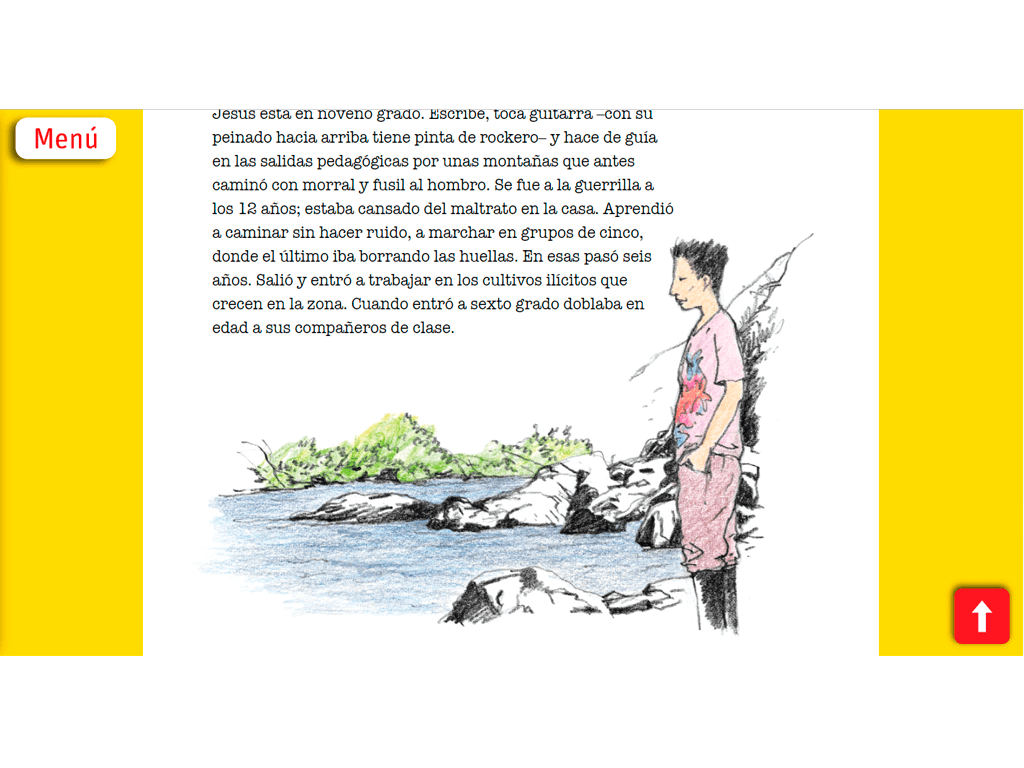 Menú
Jesús está en noveno grado. Escribe, toca guitarra –con su
peinado hacia arriba tiene pinta de rockero– y hace de guía
en las salidas pedagógicas por unas montañas que antes
caminó con morral y fusil al hombro. Se fue a la guerrilla a
los 12 años; estaba cansado del maltrato en la casa. Aprendió
a caminar sin hacer ruido, a marchar en grupos de cinco,
donde el último iba borrando las huellas. En esas pasó seis
años. Salió y entró a trabajar en los cultivos ilícitos que
crecen en la zona. Cuando entró a sexto grado doblaba en
edad a sus compañeros de clase.